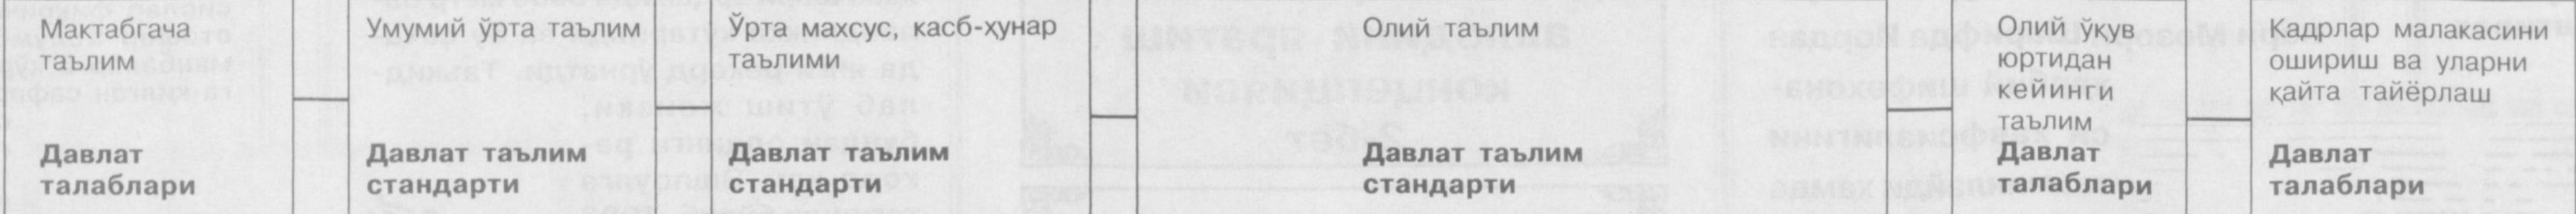 Мактабгача
таълим
Давлат
талаблари
Умумий ўрта таълим
Давлат таълим
стандарти
Ўрта махсус, касб-ҳунар
таълими
Давлат таълим
стандарти
Олий таълим
Давлат таълим
стандарти
Олий ўқув
юртидан
кейинги
таълим
Давлат
талаблари
Кадрлар малакасини
ошириш ва уларни
қайта тайёрлаш
Давлат
талаблари